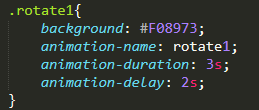 .rotate1{
    background: #F08973;
    animation-name: rotate1;
    animation-duration: 3s;
    animation-delay: 2s;
}